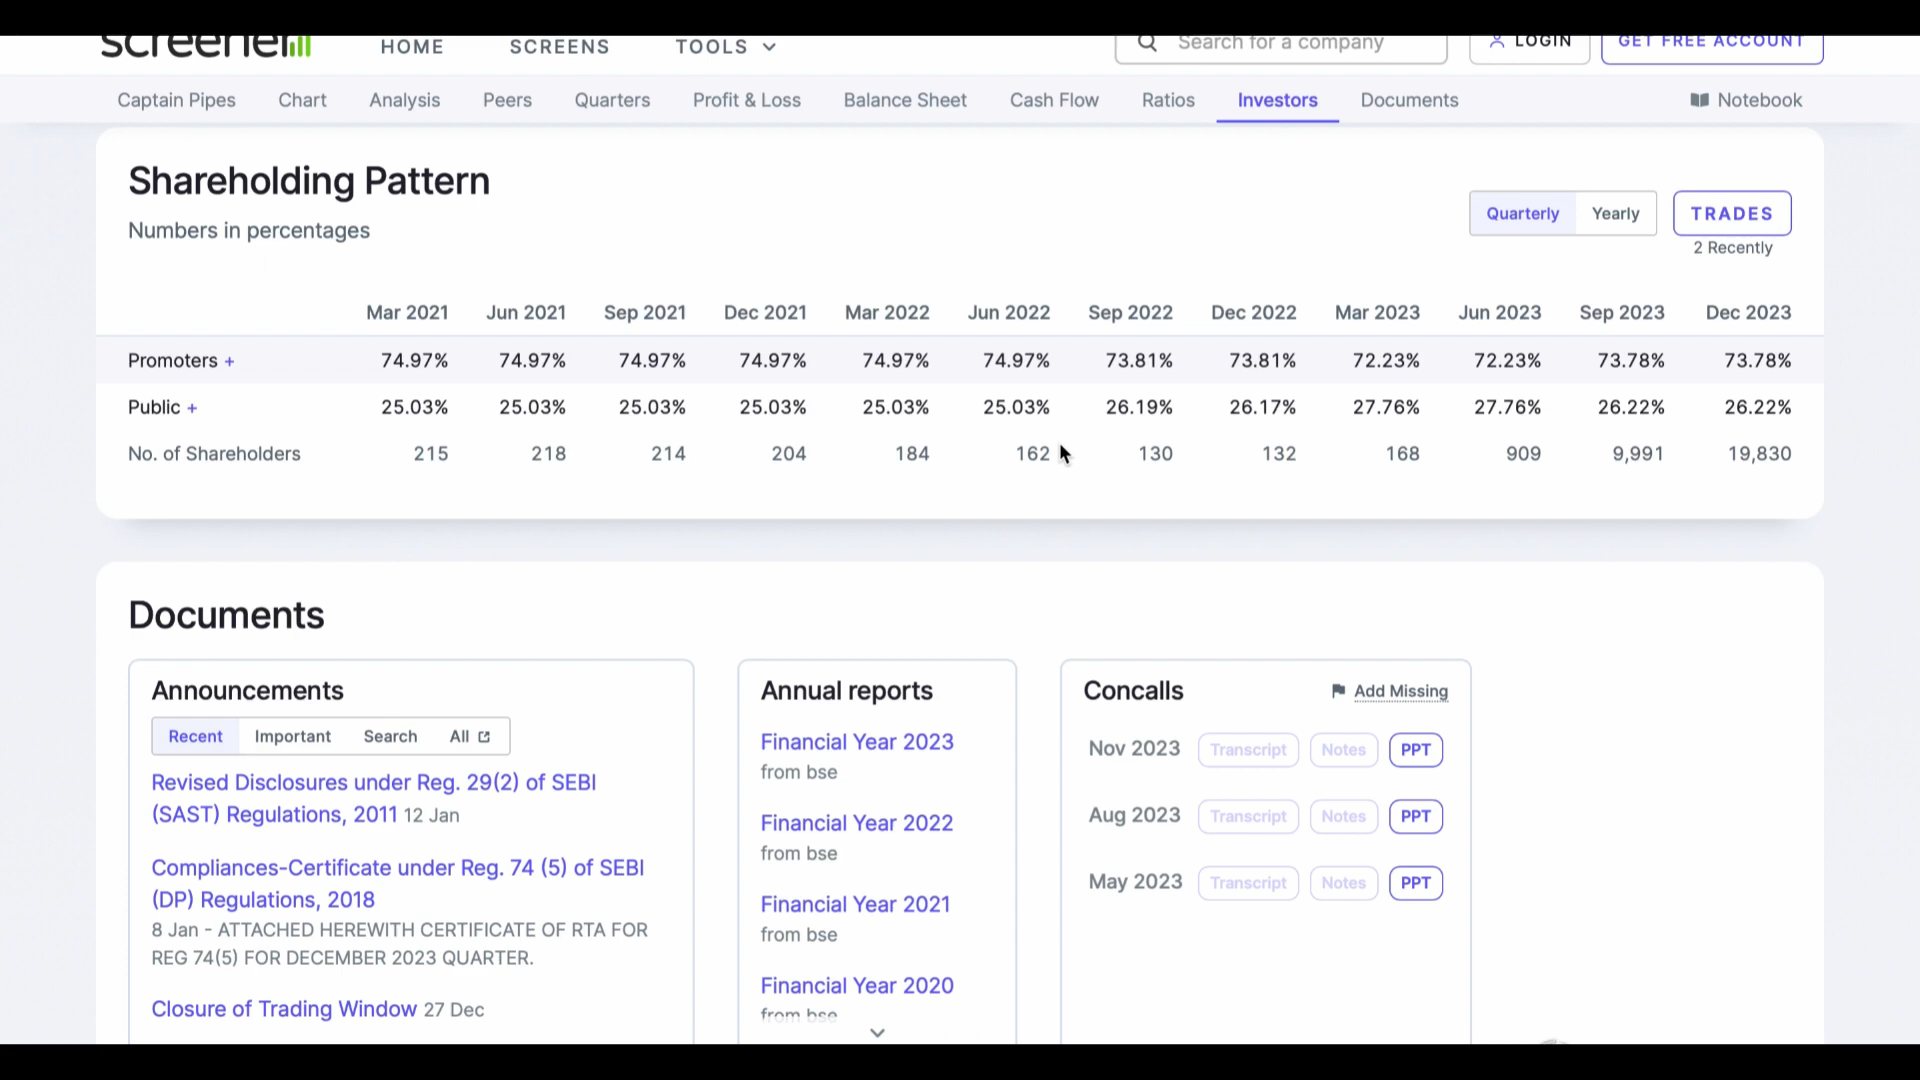 screener
HOME SCREENS TOOLS Search for a company LOGIN GET FREE ACCOUNT
Captain Pipes Chart Analysis Peers Quarters Profit & Loss Balance Sheet Cash Flow Ratios Investors Documents Notebook
Shareholding Pattern
Numbers in percentages
Quarterly Yearly TRADES
2 Recently
Mar 2021 Jun 2021 Sep 2021 Dec 2021 Mar 2022 Jun 2022 Sep 2022 Dec 2022 Mar 2023 Jun 2023 Sep 2023 Dec 2023
Promoters + 74.97% 74.97% 74.97% 74.97% 74.97% 74.97% 73.81% 73.81% 72.23% 72.23% 73.78% 73.78%
Public + 25.03% 25.03% 25.03% 25.03% 25.03% 25.03% 26.19% 26.17% 27.76% 27.76% 26.22% 26.22%
No. of Shareholders 215 218 214 204 184 162 130 132 168 909 9,991 19,830
Documents
Announcements
Recent Important Search All
Revised Disclosures under Reg. 29(2) of SEBI
(SAST) Regulations, 2011 12 Jan
Compliances-Certificate under Reg. 74 (5) of SEBI
(DP) Regulations, 2018
8 Jan - ATTACHED HEREWITH CERTIFICATE OF RTA FOR
REG 74(5) FOR DECEMBER 2023 QUARTER.
Closure of Trading Window 27 Dec
Annual reports
Financial Year 2023
from bse
Financial Year 2022
from bse
Financial Year 2021
from bse
Financial Year 2020
from bse
Concalls Add Missing
Nov 2023 Transcript Notes PPT
Aug 2023 Transcript Notes PPT
May 2023 Transcript Notes PPT